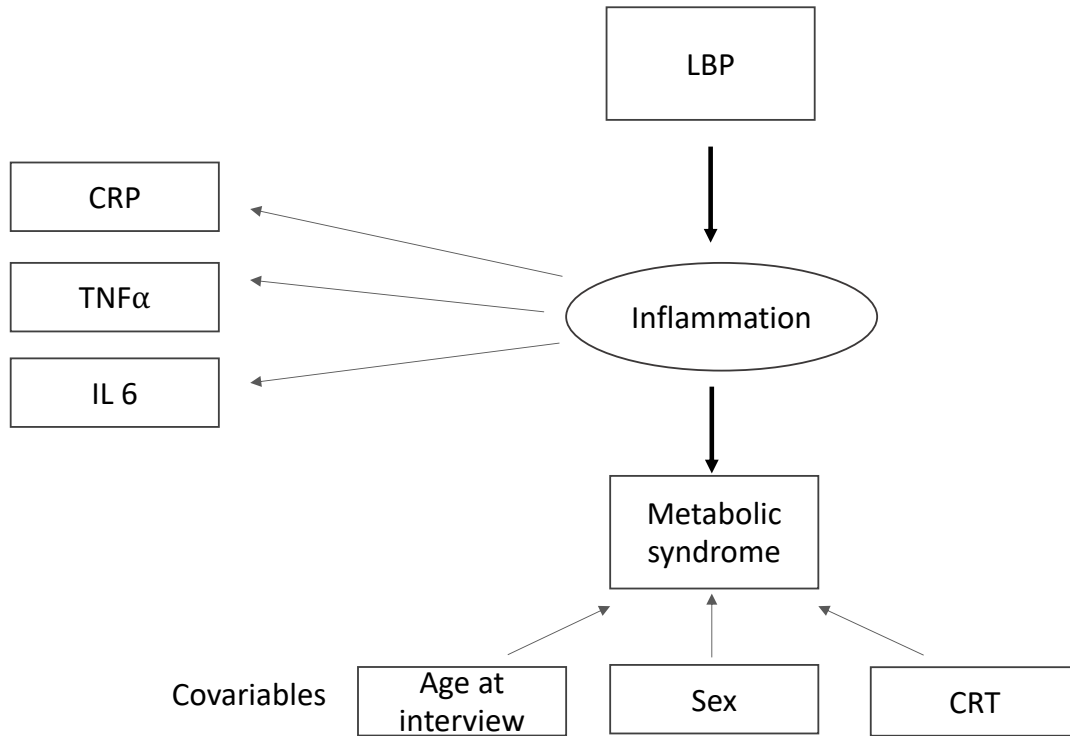 LBP
CRP
TNFα
IL 6
Inflammation
Metabolic
syndrome
Covariables
Age at
interview
Sex
CRT